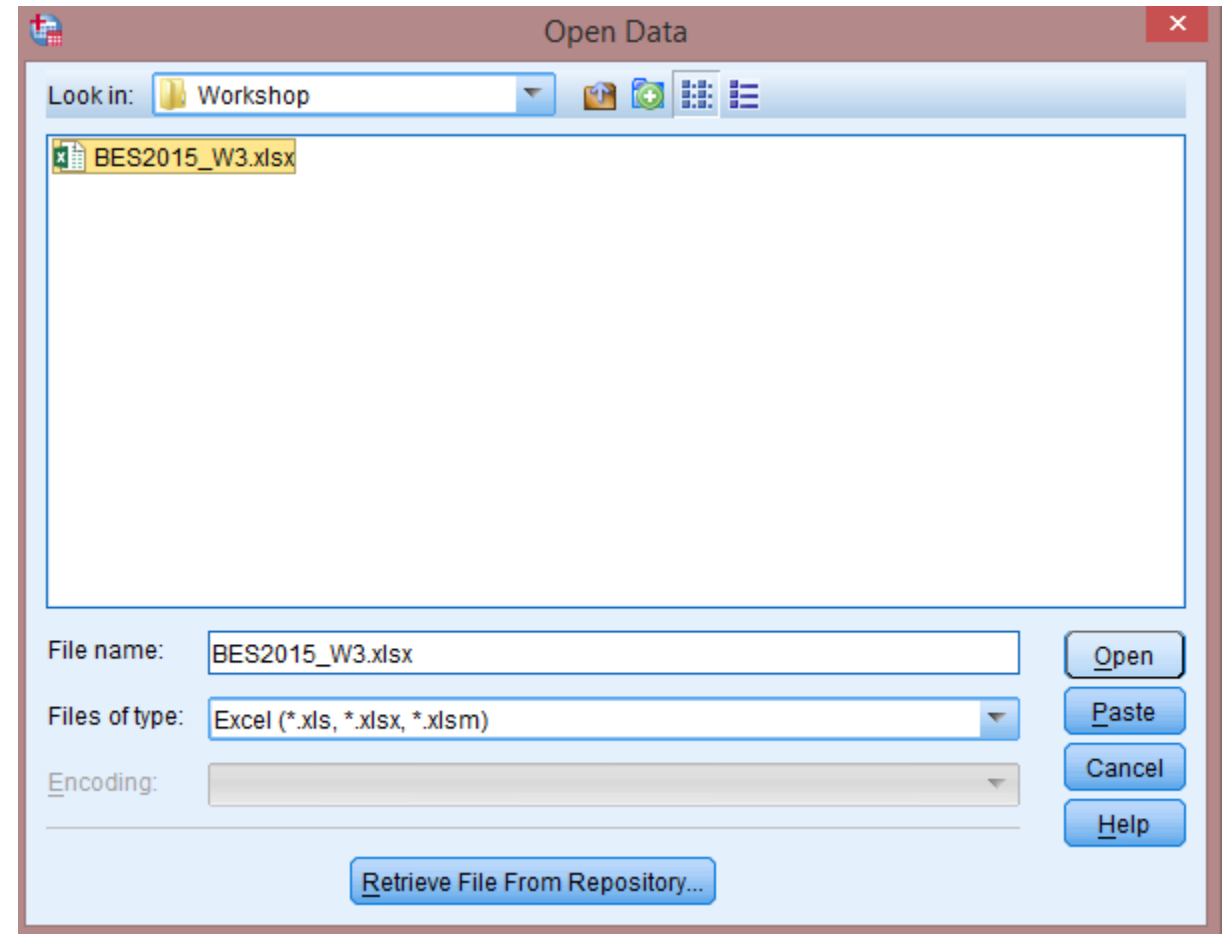 Open Data
Look in: Workshop
BES2015_W3.xlsx
File name: BES2015_W3.xlsx Open
Files of type: Excel (*.xls, *.xlsx, *.xlsm) Paste
Encoding: Cancel
Help
Retrieve File From Repository...